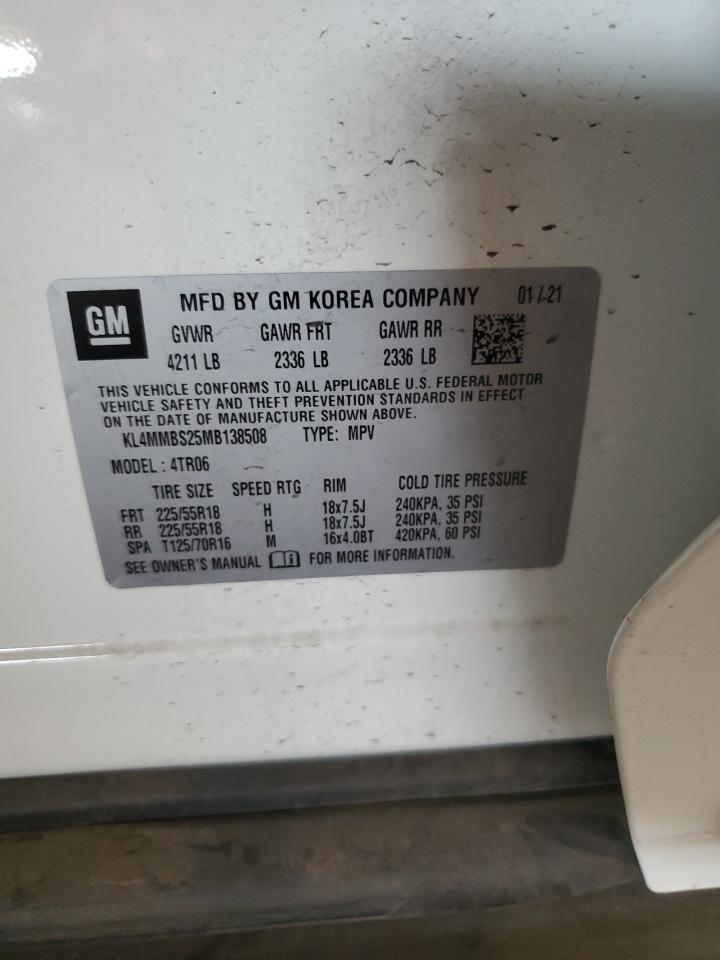 GM
MFD BY GM KOREA COMPANY 01 / 21
GVWR GAWR FRT GAWR RR
4211 LB 2336 LB 2336 LB
THIS VEHICLE CONFORMS TO ALL APPLICABLE U.S. FEDERAL MOTOR
VEHICLE SAFETY AND THEFT PREVENTION STANDARDS IN EFFECT
ON THE DATE OF MANUFACTURE SHOWN ABOVE.
KL4MMBS25MB138508 TYPE: MPV
MODEL : 4TR06
TIRE SIZE SPEED RTG RIM COLD TIRE PRESSURE
FRT 225/55R18 H 18x7.5J 240KPA, 35 PSI
RR 225/55R18 H 18x7.5J 240KPA, 35 PSI
SPA T125/70R16 M 16x4.0BT 420KPA, 60 PSI
SEE OWNER'S MANUAL FOR MORE INFORMATION.